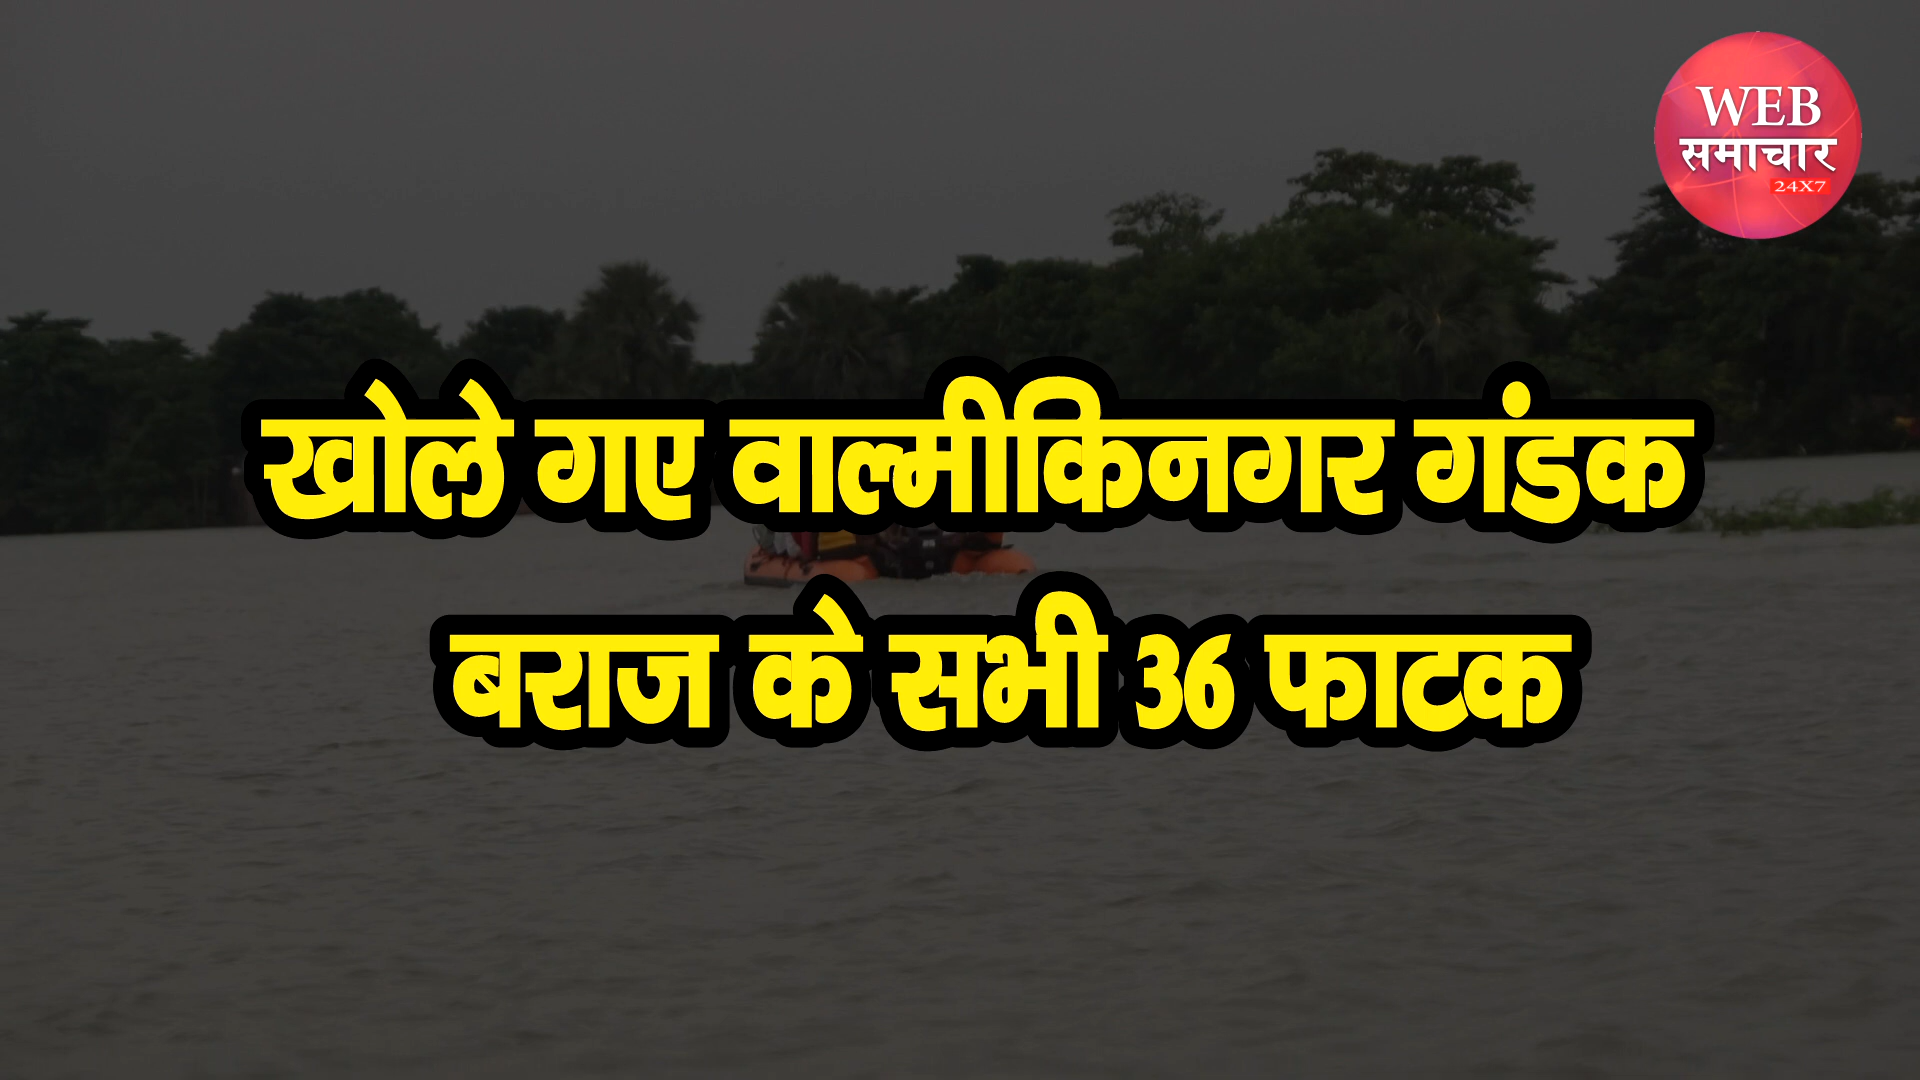 WEB
समाचार
24X7
खोले गए वाल्मीकिनगर गंडक
बराज के सभी 36 फाटक